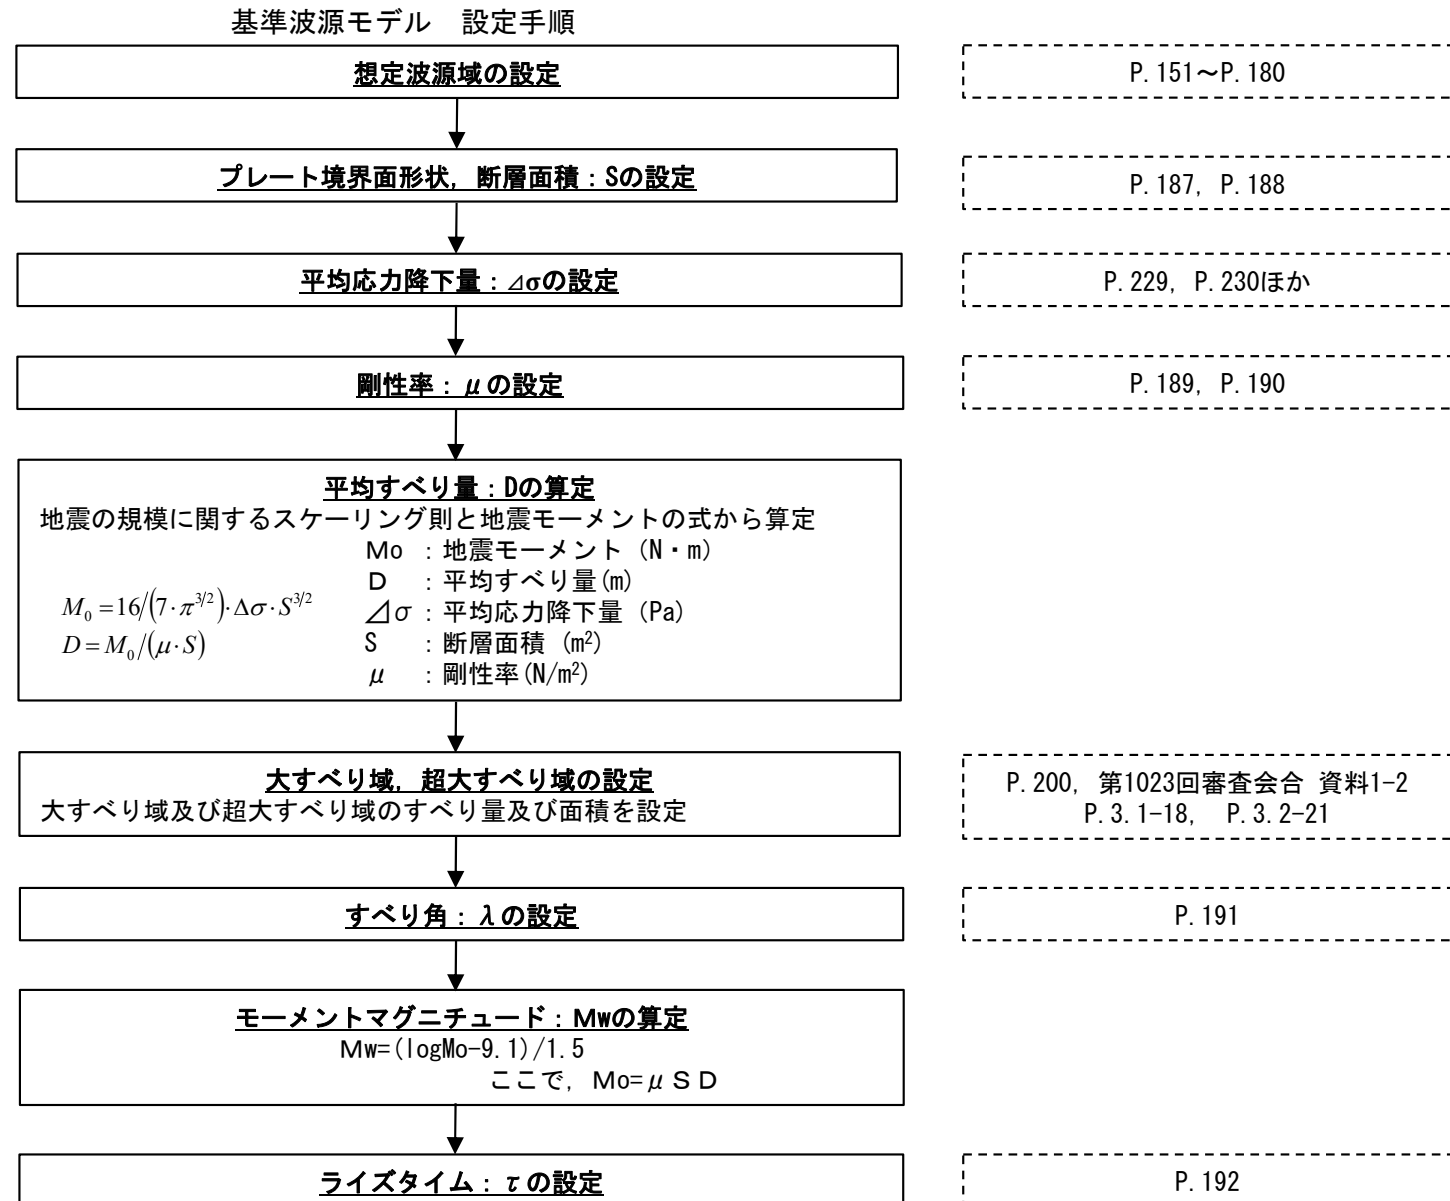 基準波源モデル　設定手順
想定波源域の設定
P.151～P.180
プレート境界面形状，断層面積：Sの設定
P.187，P.188
平均応力降下量：⊿σの設定
P.229，P.230ほか
剛性率：μの設定
P.189，P.190
平均すべり量：Dの算定
地震の規模に関するスケーリング則と地震モーメントの式から算定
Mo ：地震モーメント（N・m）
D ：平均すべり量(m)
⊿σ：平均応力降下量（Pa）
S ：断層面積（m²）
μ ：剛性率(N/m²)
M₀=16/(7·π^{3/2})·Δσ·S^{3/2}
D=M₀/(μ·S)
大すべり域，超大すべり域の設定
大すべり域及び超大すべり域のすべり量及び面積を設定
P.200，第1023回審査会合 資料1-2
P.3.1-18，　P.3.2-21
すべり角：λの設定
P.191
モーメントマグニチュード：Mwの算定
Mw=(logMo-9.1)/1.5
ここで，Mo=μSD
ライズタイム：τの設定
P.192